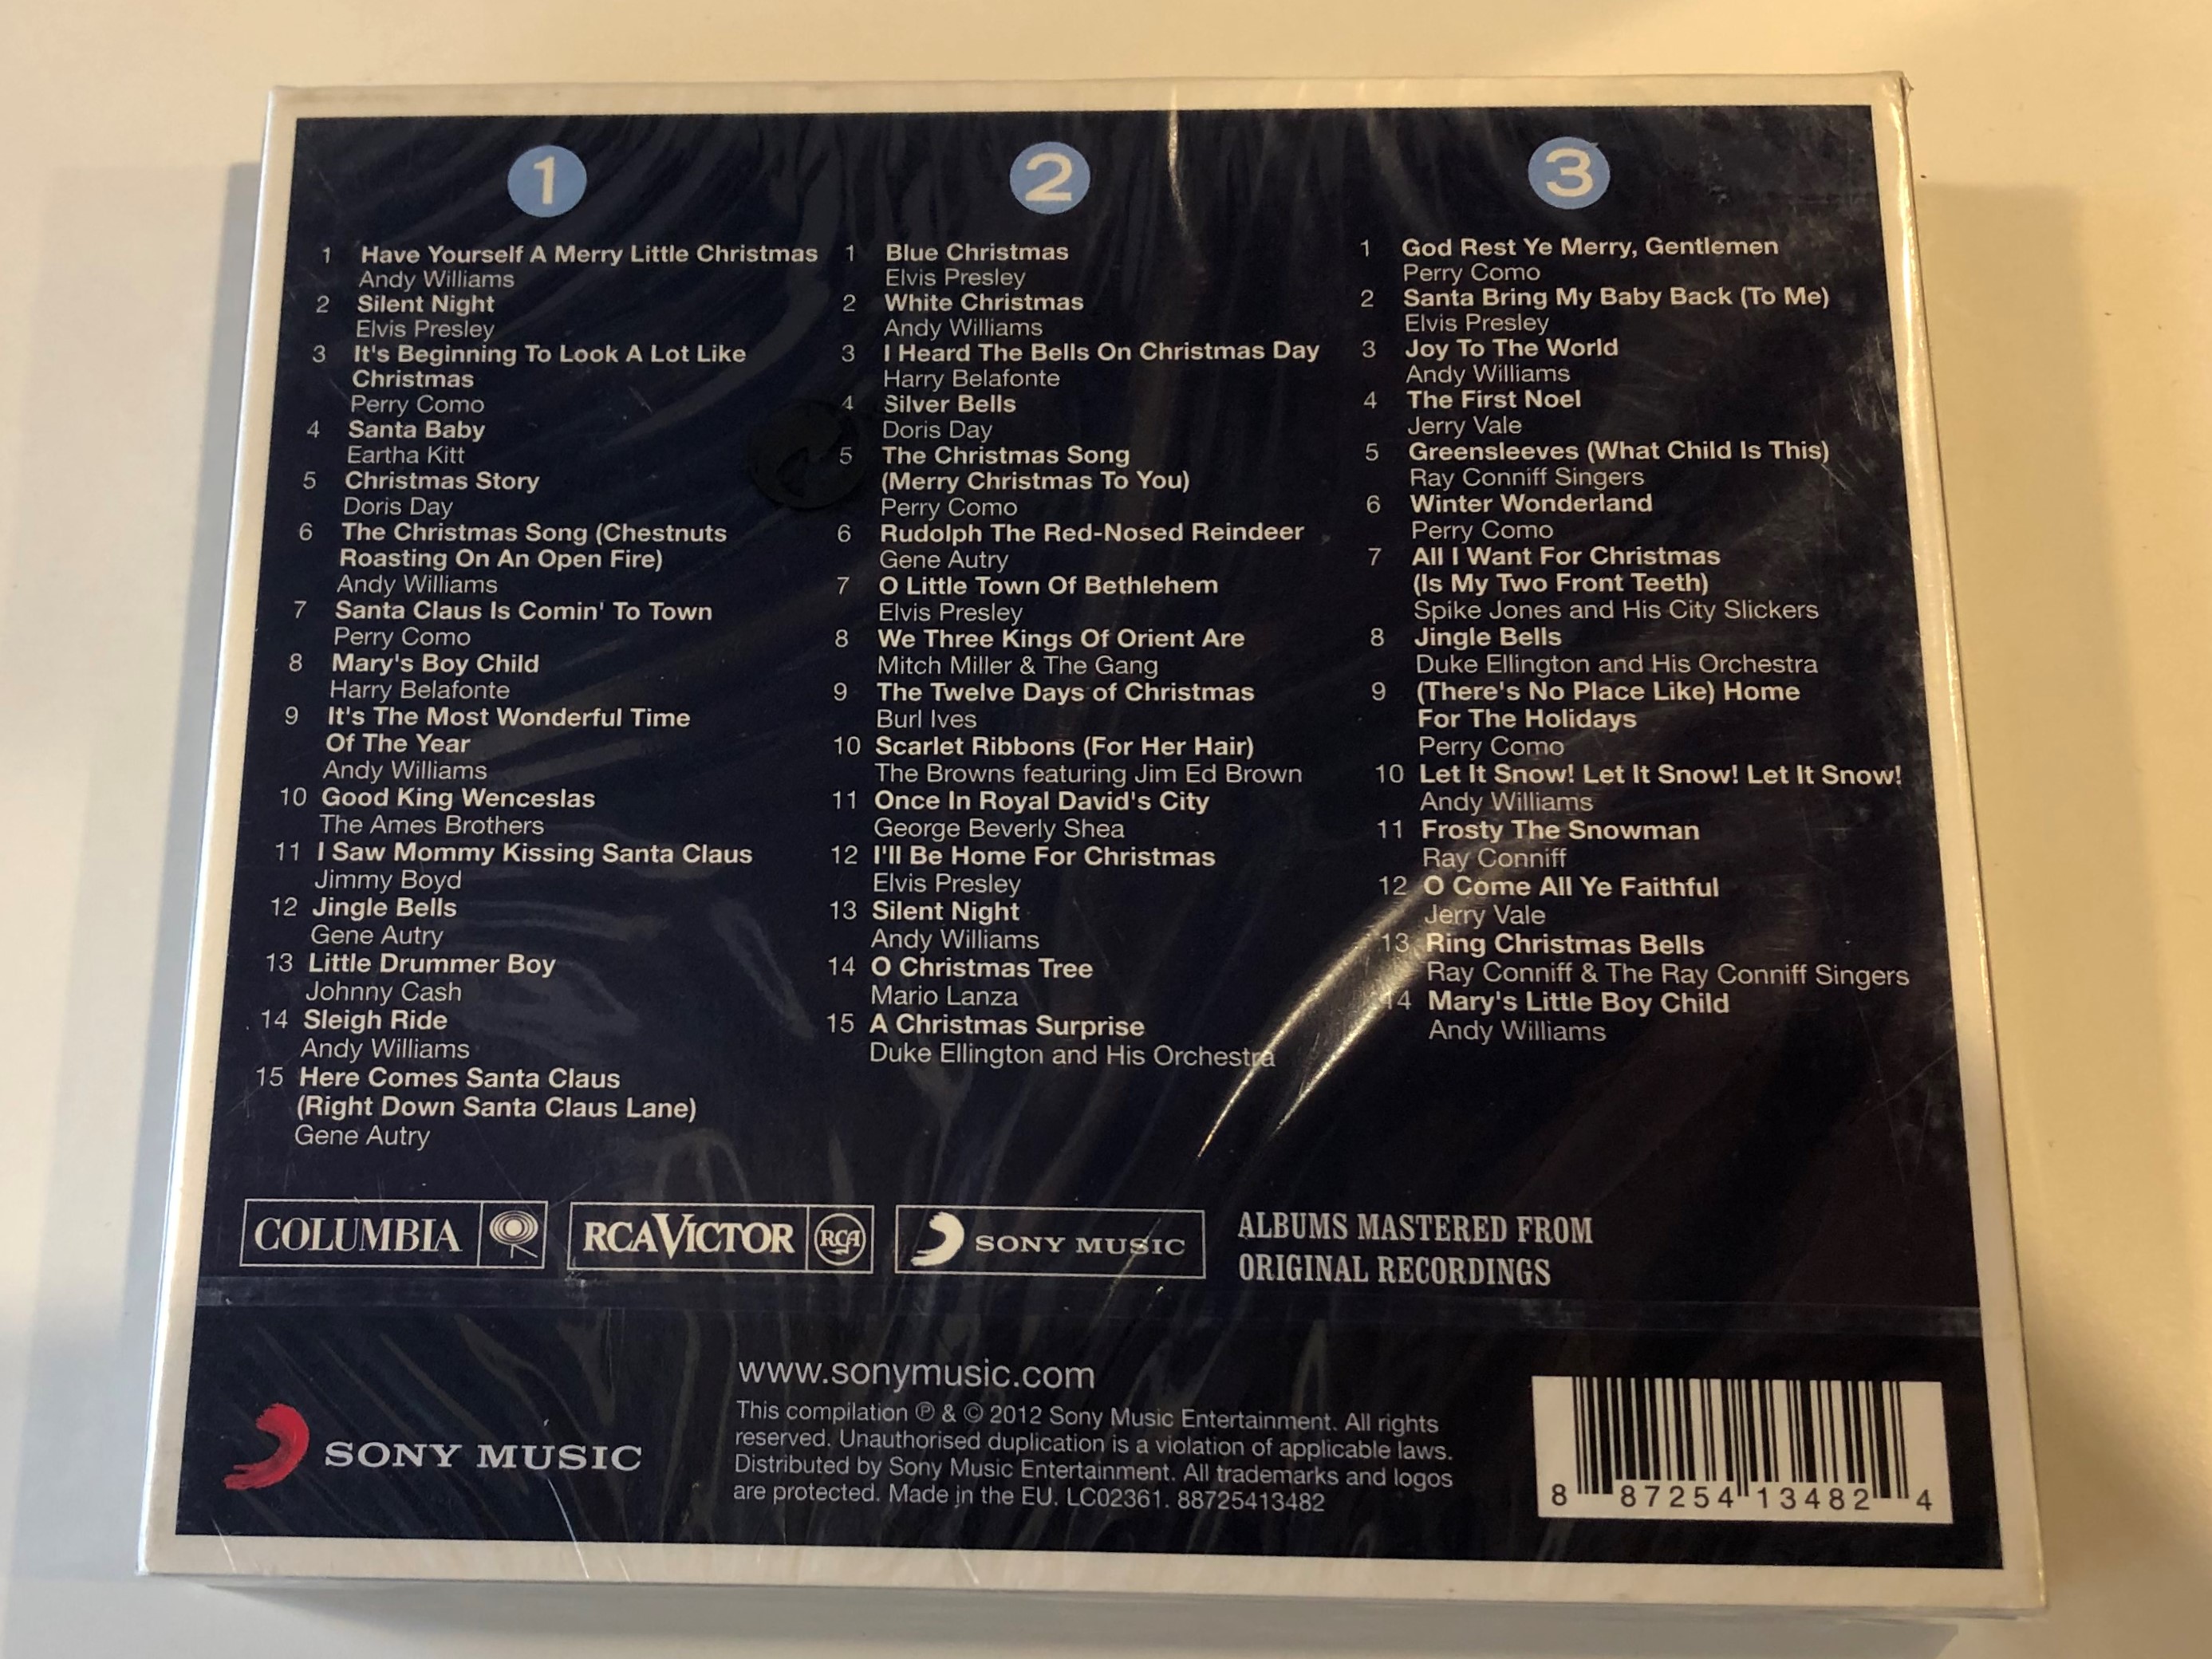 1
1 Have Yourself A Merry Little Christmas
Andy Williams
2 Silent Night
Elvis Presley
3 It's Beginning To Look A Lot Like
Christmas
Perry Como
4 Santa Baby
Eartha Kitt
5 Christmas Story
Doris Day
6 The Christmas Song (Chestnuts
Roasting On An Open Fire)
Andy Williams
7 Santa Claus Is Comin' To Town
Perry Como
8 Mary's Boy Child
Harry Belafonte
9 It's The Most Wonderful Time
Of The Year
Andy Williams
10 Good King Wenceslas
The Ames Brothers
11 I Saw Mommy Kissing Santa Claus
Jimmy Boyd
12 Jingle Bells
Gene Autry
13 Little Drummer Boy
Johnny Cash
14 Sleigh Ride
Andy Williams
15 Here Comes Santa Claus
(Right Down Santa Claus Lane)
Gene Autry
2
1 Blue Christmas
Elvis Presley
2 White Christmas
Andy Williams
3 I Heard The Bells On Christmas Day
Harry Belafonte
4 Silver Bells
Doris Day
5 The Christmas Song
(Merry Christmas To You)
Perry Como
6 Rudolph The Red-Nosed Reindeer
Gene Autry
7 O Little Town Of Bethlehem
Elvis Presley
8 We Three Kings Of Orient Are
Mitch Miller & The Gang
9 The Twelve Days of Christmas
Burl Ives
10 Scarlet Ribbons (For Her Hair)
The Browns featuring Jim Ed Brown
11 Once In Royal David's City
George Beverly Shea
12 I'll Be Home For Christmas
Elvis Presley
13 Silent Night
Andy Williams
14 O Christmas Tree
Mario Lanza
15 A Christmas Surprise
Duke Ellington and His Orchestra
3
1 God Rest Ye Merry, Gentlemen
Perry Como
2 Santa Bring My Baby Back (To Me)
Elvis Presley
3 Joy To The World
Andy Williams
4 The First Noel
Jerry Vale
5 Greensleeves (What Child Is This)
Ray Conniff Singers
6 Winter Wonderland
Perry Como
7 All I Want For Christmas
(Is My Two Front Teeth)
Spike Jones and His City Slickers
8 Jingle Bells
Duke Ellington and His Orchestra
9 (There's No Place Like) Home
For The Holidays
Perry Como
10 Let It Snow! Let It Snow! Let It Snow!
Andy Williams
11 Frosty The Snowman
Ray Conniff
12 O Come All Ye Faithful
Jerry Vale
13 Ring Christmas Bells
Ray Conniff & The Ray Conniff Singers
14 Mary's Little Boy Child
Andy Williams
COLUMBIA
RCA VICTOR RCA
SONY MUSIC
ALBUMS MASTERED FROM
ORIGINAL RECORDINGS
SONY MUSIC
www.sonymusic.com
This compilation ℗ & © 2012 Sony Music Entertainment. All rights
reserved. Unauthorised duplication is a violation of applicable laws.
Distributed by Sony Music Entertainment. All trademarks and logos
are protected. Made in the EU. LC02361. 88725413482
8 87254 13482 4